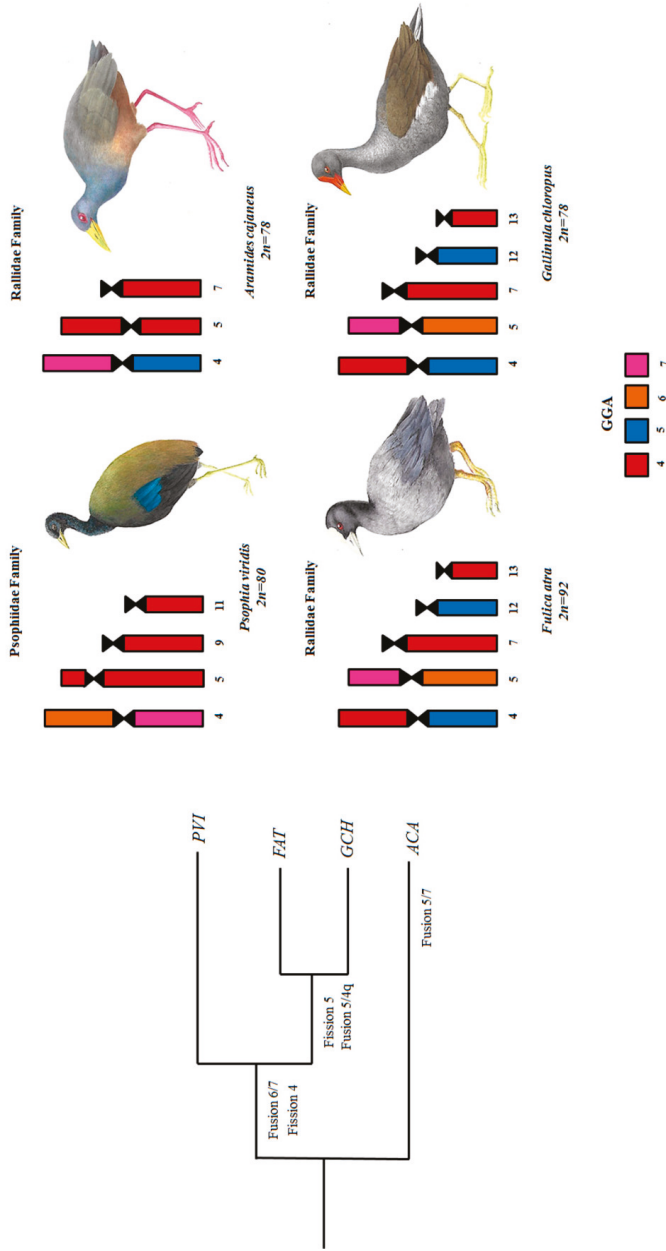 PVI
FAT
GCH
ACA
Fusion 6/7
Fission 4
Fission 5
Fusion 5/4q
Fusion 5/7
Psophiidae Family
4 5 9 11
Psophia viridis
2n=80
Rallidae Family
4 5 7
Aramides cajaneus
2n=78
Rallidae Family
4 5 7 12 13
Fulica atra
2n=92
Rallidae Family
4 5 7 12 13
Gallinula chloropus
2n=78
GGA
4 5 6 7